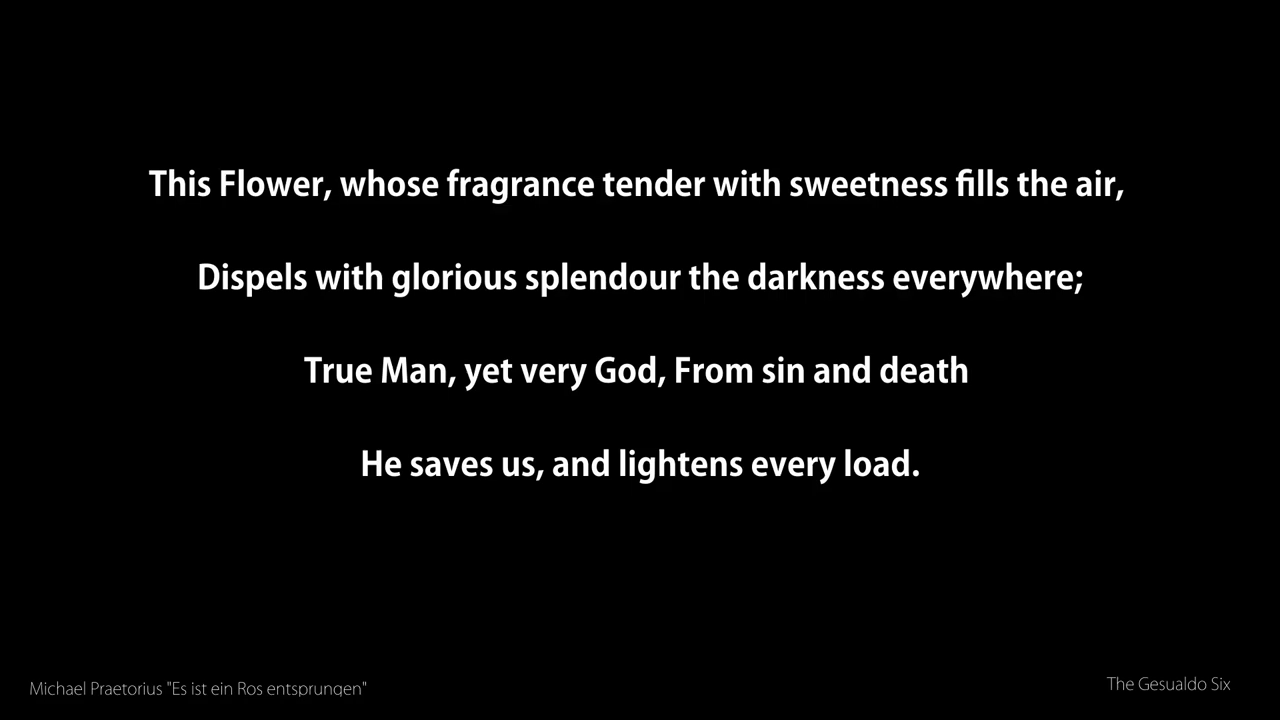 This Flower, whose fragrance tender with sweetness fills the air,
Dispels with glorious splendour the darkness everywhere;
True Man, yet very God, From sin and death
He saves us, and lightens every load.
Michael Praetorius "Es ist ein Ros entsprungen"
The Gesualdo Six